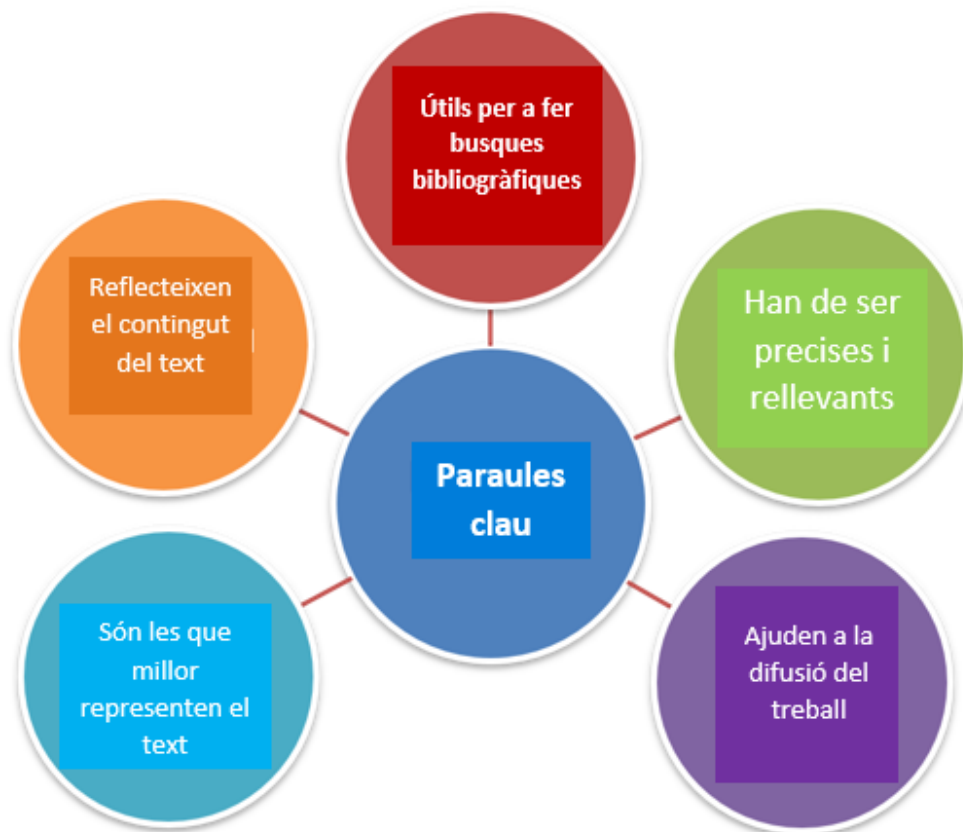 Útils per a fer
busques
bibliogràfiques
Reflecteixen
el contingut
del text
Han de ser
precises i
rellevants
Paraules
clau
Són les que
millor
representen el
text
Ajuden a la
difusió del
treball